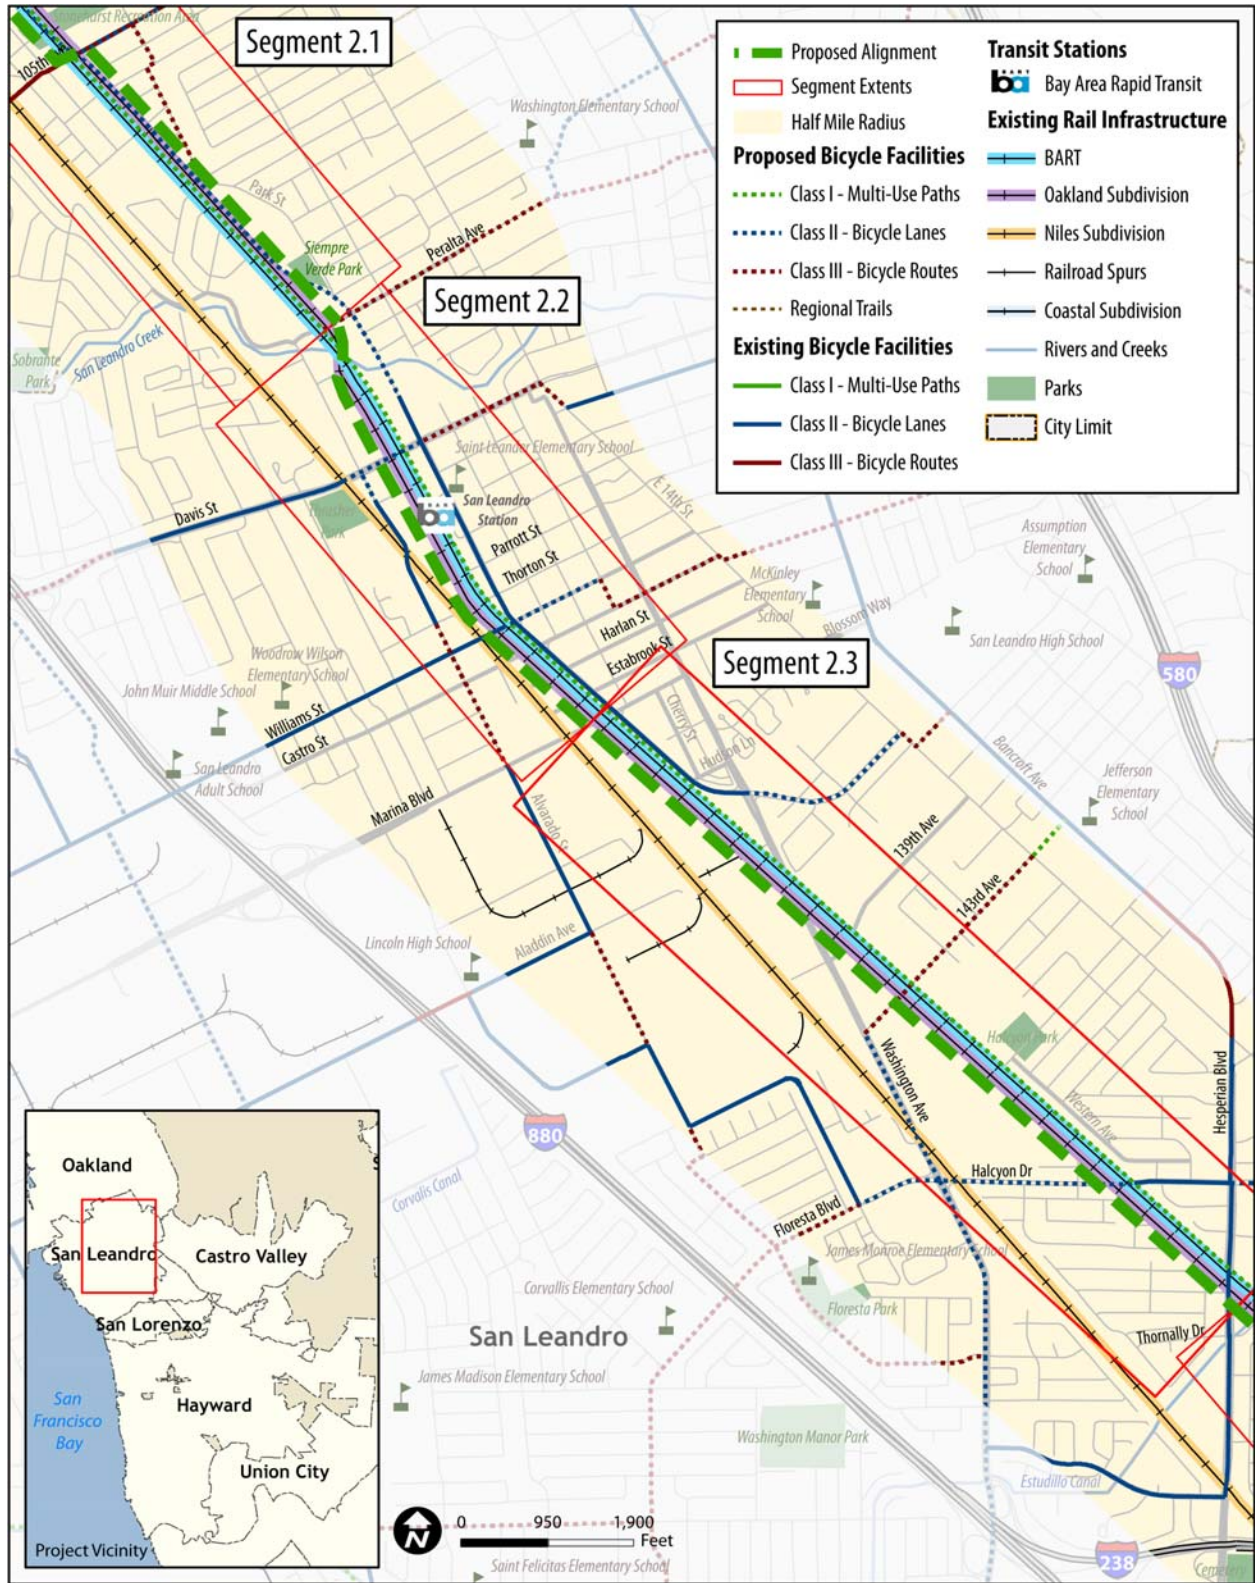 Stonehurst Recreation Area
Segment 2.1
105th
Washington Elementary School
Park St
Siempre
Verde Park
Peralta Ave
Segment 2.2
San Leandro Creek
Sobrante
Park
Saint Leander Elementary School
E 14th St
Davis St
Thrasher
Park
BART
ba
San Leandro
Station
Parrott St
Thorton St
Assumption
Elementary
School
McKinley
Elementary
School
Blossom Way
San Leandro High School
Harlan St
Estabrook St
Segment 2.3
580
Woodrow Wilson
Elementary School
John Muir Middle School
Williams St
Castro St
San Leandro
Adult School
Cherry St
Hudson Ln
Bancroft Ave
Jefferson
Elementary
School
Marina Blvd
Alvarado St
139th Ave
143rd Ave
Lincoln High School
Aladdin Ave
Halcyon Park
Washington Ave
Western Ave
Hesperian Blvd
880
Corvalis Canal
Halcyon Dr
Floresta Blvd
James Monroe Elementary School
Corvallis Elementary School
Floresta Park
San Leandro
Thornally Dr
James Madison Elementary School
Washington Manor Park
Estudillo Canal
238
Cemetery
Saint Felicitas Elementary School
Proposed Alignment
Segment Extents
Half Mile Radius
Proposed Bicycle Facilities
Class I - Multi-Use Paths
Class II - Bicycle Lanes
Class III - Bicycle Routes
Regional Trails
Existing Bicycle Facilities
Class I - Multi-Use Paths
Class II - Bicycle Lanes
Class III - Bicycle Routes
Transit Stations
BART
ba
Bay Area Rapid Transit
Existing Rail Infrastructure
BART
Oakland Subdivision
Niles Subdivision
Railroad Spurs
Coastal Subdivision
Rivers and Creeks
Parks
City Limit
Oakland
San Leandro
Castro Valley
San Lorenzo
Hayward
San
Francisco
Bay
Union City
Project Vicinity
N
0 950 1,900
Feet